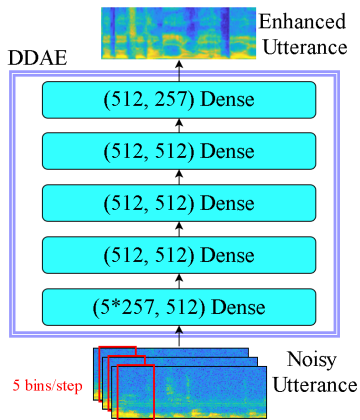 Enhanced
Utterance
DDAE
(512, 257) Dense
(512, 512) Dense
(512, 512) Dense
(512, 512) Dense
(5*257, 512) Dense
5 bins/step
Noisy
Utterance